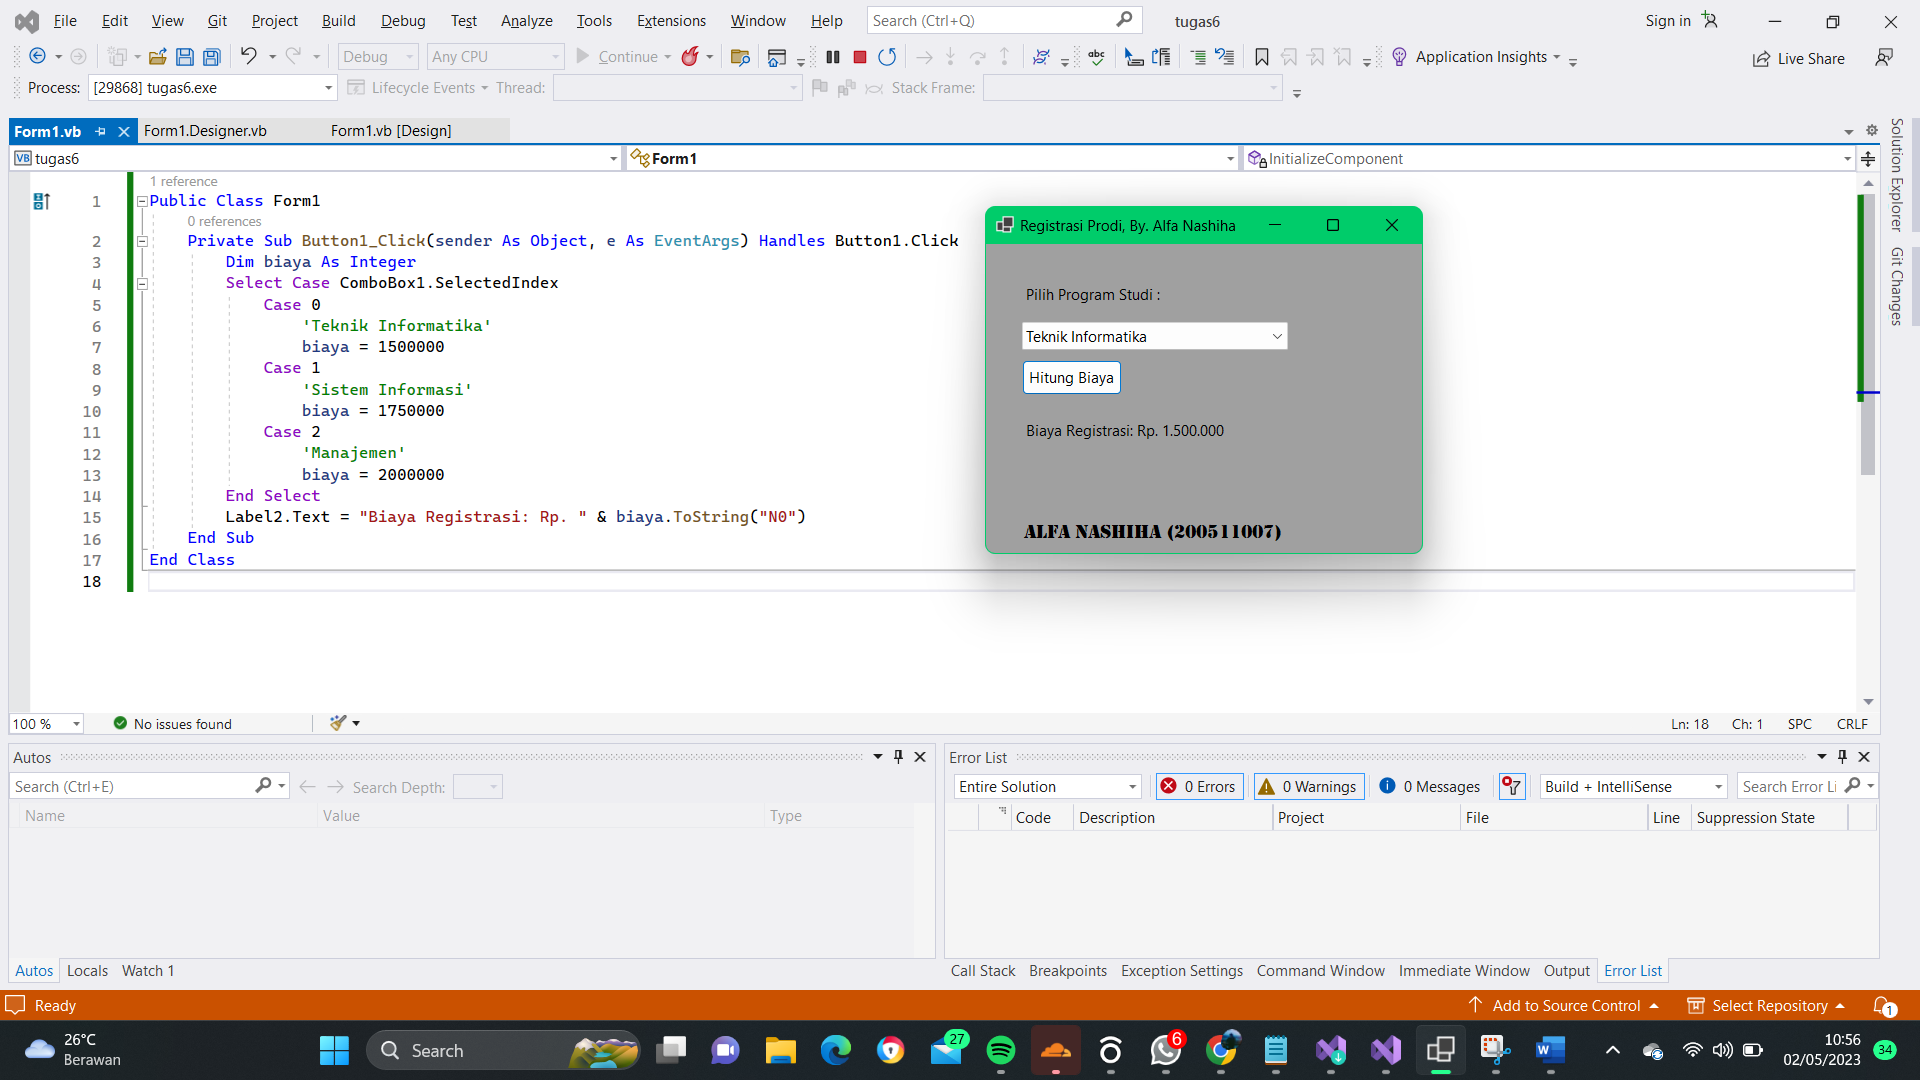 File Edit View Git Project Build Debug Test Analyze Tools Extensions Window Help Search (Ctrl+Q) tugas6 Sign in
Debug Any CPU Continue Application Insights Live Share
Process: [29868] tugas6.exe Lifecycle Events Thread: Stack Frame:
Form1.vb Form1.Designer.vb Form1.vb [Design]
VB tugas6 Form1 InitializeComponent
1 reference
1 Public Class Form1
0 references
2 Private Sub Button1_Click(sender As Object, e As EventArgs) Handles Button1.Click
3 Dim biaya As Integer
4 Select Case ComboBox1.SelectedIndex
5 Case 0
6 'Teknik Informatika'
7 biaya = 1500000
8 Case 1
9 'Sistem Informasi'
10 biaya = 1750000
11 Case 2
12 'Manajemen'
13 biaya = 2000000
14 End Select
15 Label2.Text = "Biaya Registrasi: Rp. " & biaya.ToString("N0")
16 End Sub
17 End Class
18
Registrasi Prodi, By. Alfa Nashiha
Pilih Program Studi :
Teknik Informatika
Hitung Biaya
Biaya Registrasi: Rp. 1.500.000
ALFA NASHIHA (200511007)
Solution Explorer
Git Changes
100 % No issues found Ln: 18 Ch: 1 SPC CRLF
Autos
Search (Ctrl+E) Search Depth:
Name Value Type
Autos Locals Watch 1
Error List
Entire Solution 0 Errors 0 Warnings 0 Messages Build + IntelliSense Search Error Li
Code Description Project File Line Suppression State
Call Stack Breakpoints Exception Settings Command Window Immediate Window Output Error List
Ready Add to Source Control Select Repository 1
26°C
Berawan
Search
27
6
10:56
02/05/2023
34